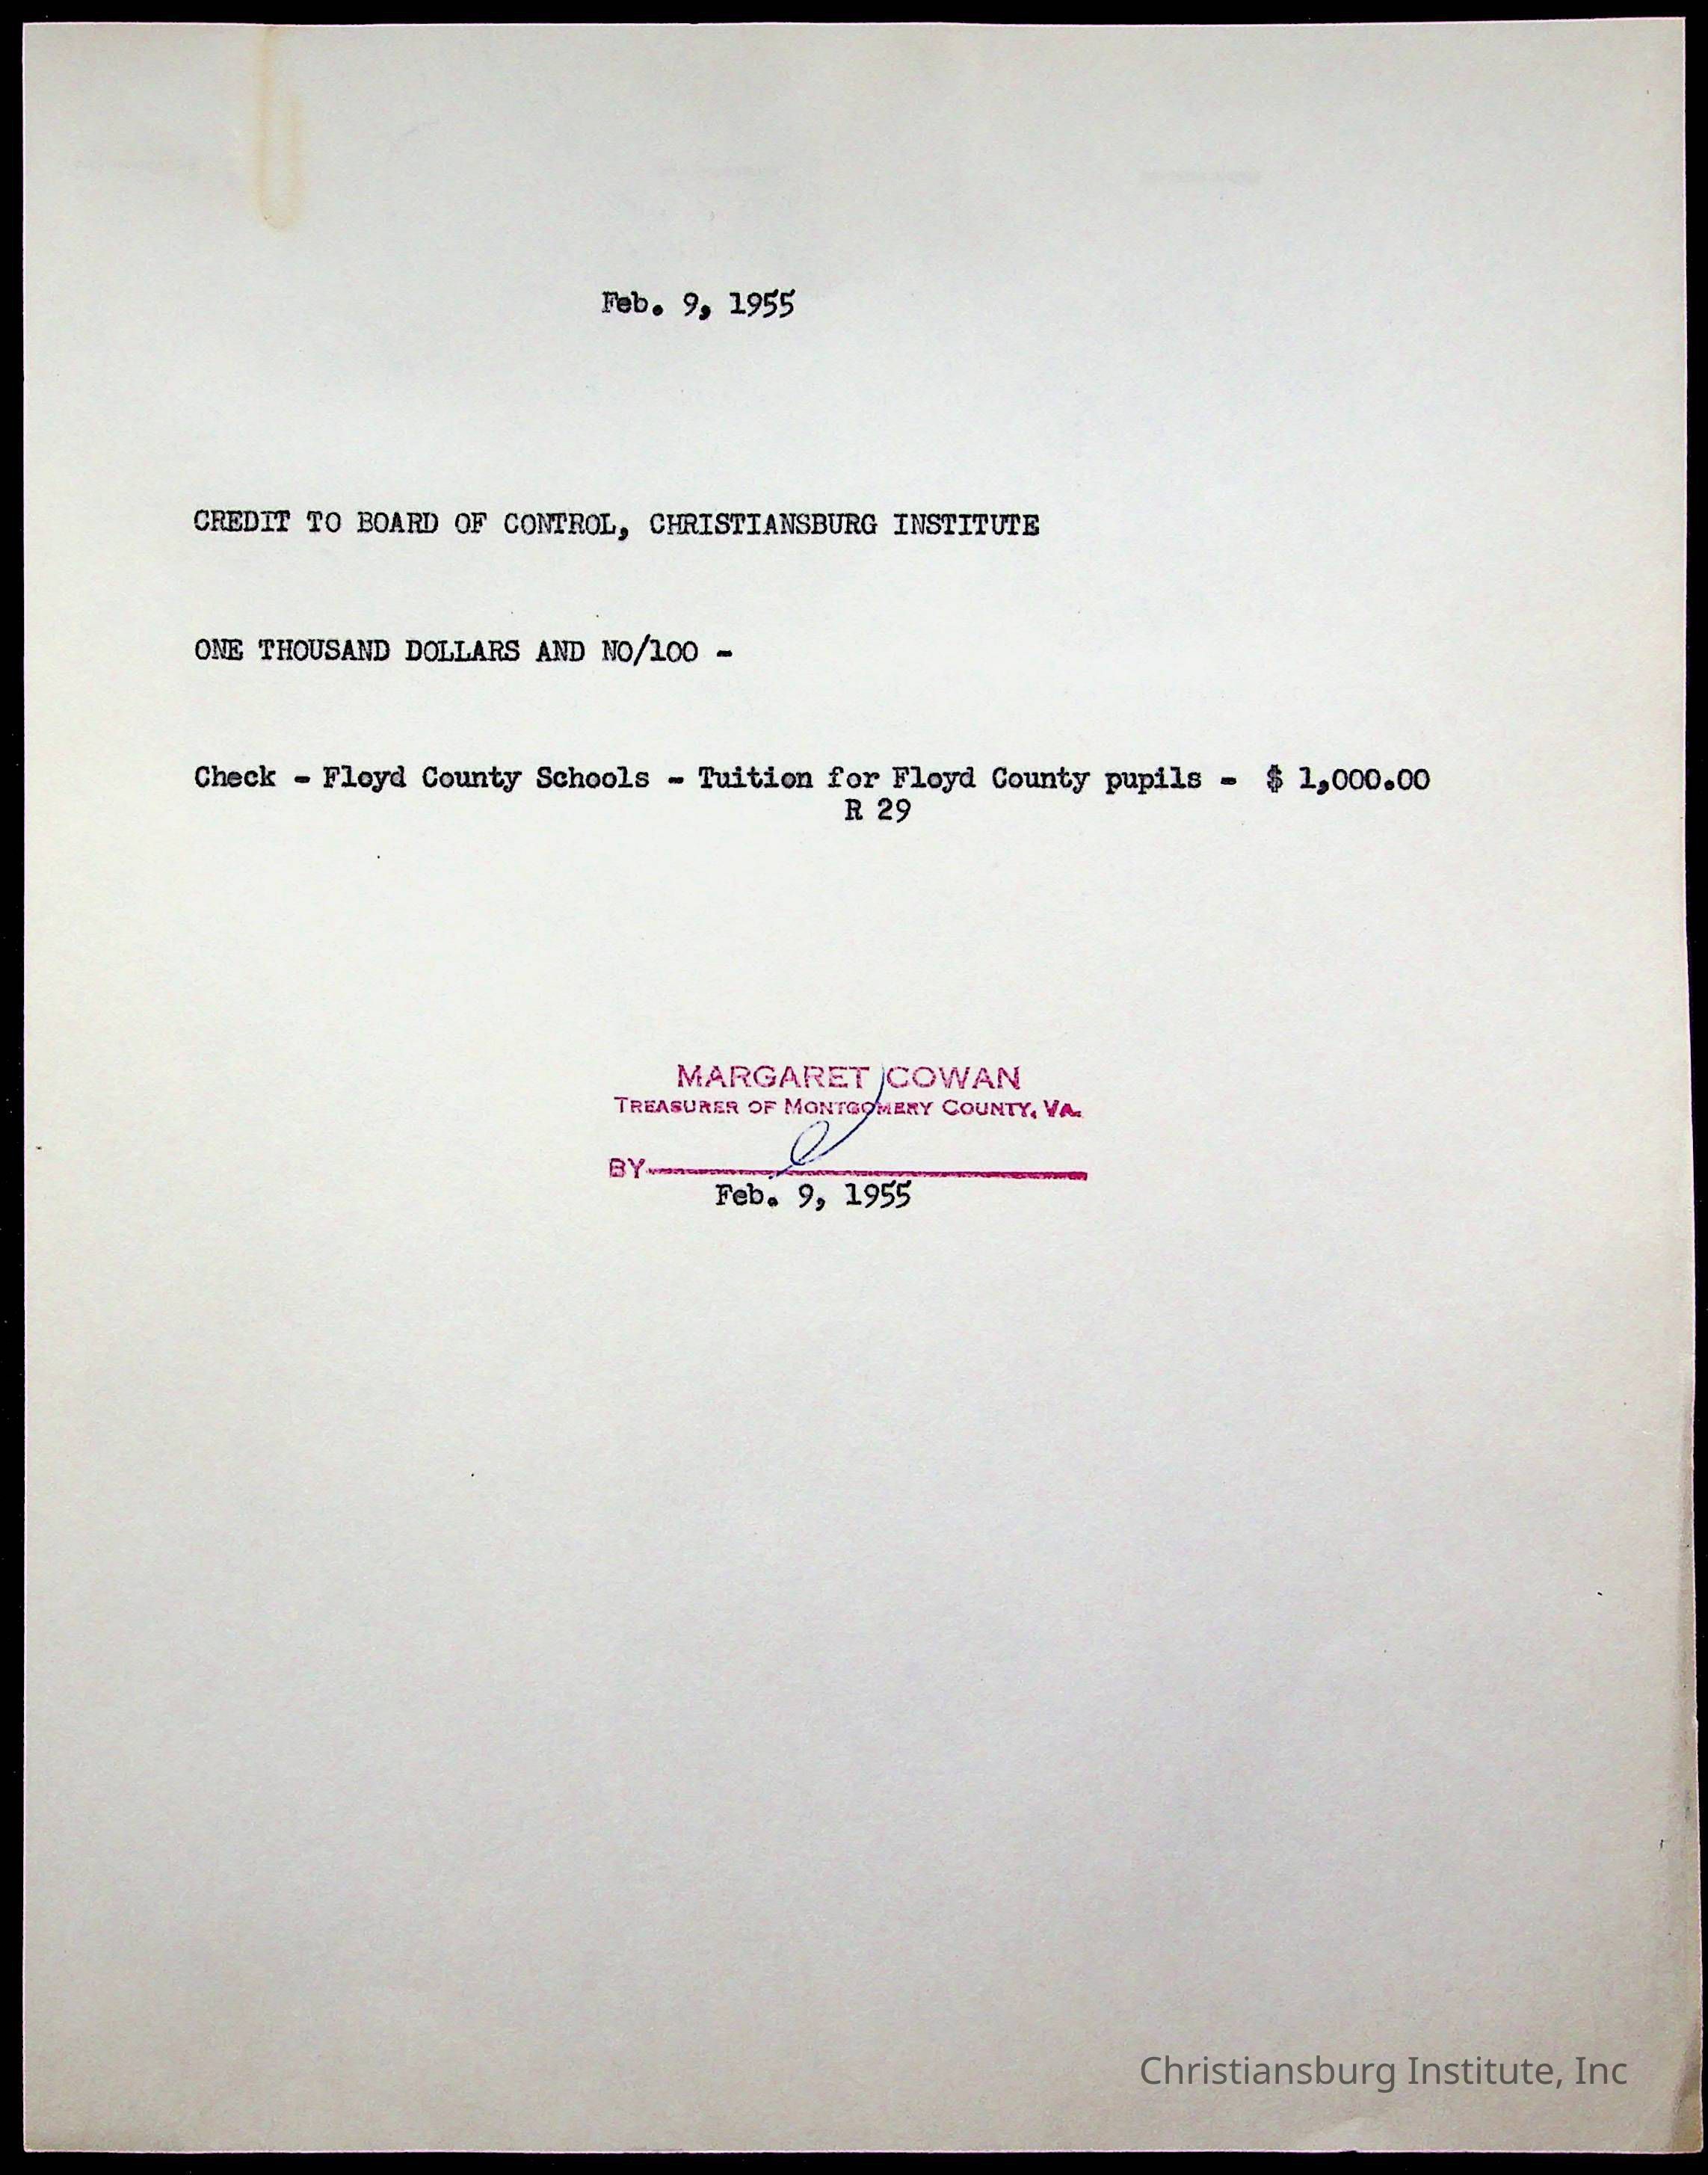 Feb. 9, 1955
CREDIT TO BOARD OF CONTROL, CHRISTIANSBURG INSTITUTE
ONE THOUSAND DOLLARS AND NO/100 -
Check - Floyd County Schools - Tuition for Floyd County pupils - $ 1,000.00
R 29
MARGARET COWAN
TREASURER OF MONTGOMERY COUNTY, VA.
BY
Feb. 9, 1955
Christiansburg Institute, Inc